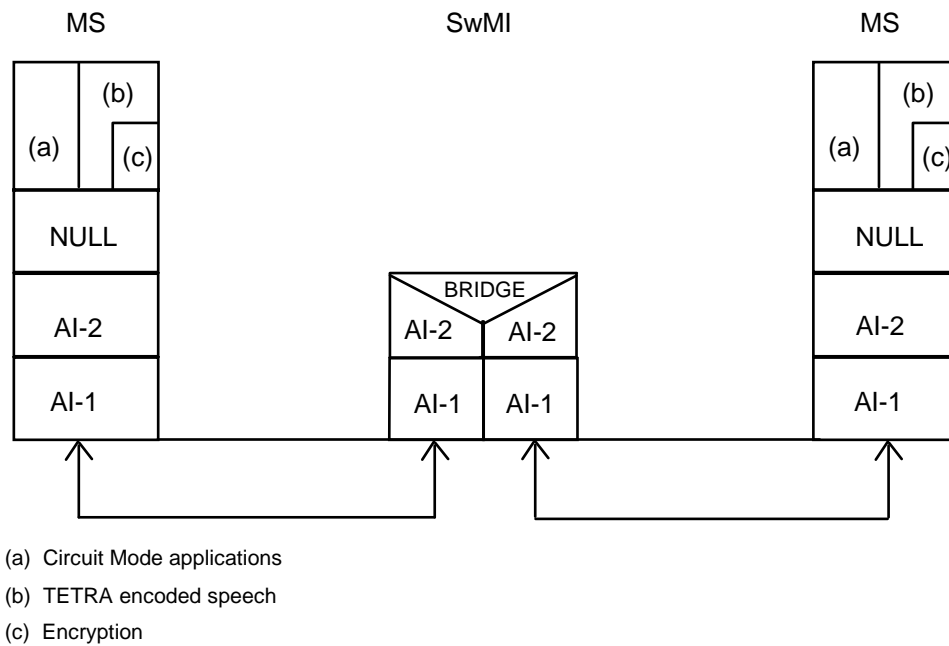 MS SwMI MS
(b) (b)
(a) (c) (a) (c)
NULL NULL
BRIDGE
AI-2 AI-2 AI-2 AI-2
AI-1 AI-1 AI-1 AI-1
(a) Circuit Mode applications
(b) TETRA encoded speech
(c) Encryption